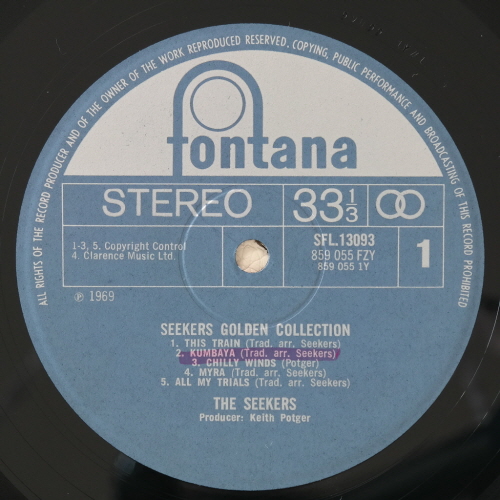 ALL RIGHTS OF THE RECORD PRODUCER AND OF THE OWNER OF THE WORK REPRODUCED RESERVED. COPYING, PUBLIC PERFORMANCE AND BROADCASTING OF THIS RECORD PROHIBITED
fontana
STEREO 33 1/3
1-3, 5. Copyright Control
4. Clarence Music Ltd.
℗ 1969
SFL.13093
859 055 FZY
859 055 1Y
1
SEEKERS GOLDEN COLLECTION
1. THIS TRAIN (Trad. arr. Seekers)
2. KUMBAYA (Trad. arr. Seekers)
3. CHILLY WINDS (Potger)
4. MYRA (Trad. arr. Seekers)
5. ALL MY TRIALS (Trad. arr. Seekers)
THE SEEKERS
Producer: Keith Potger